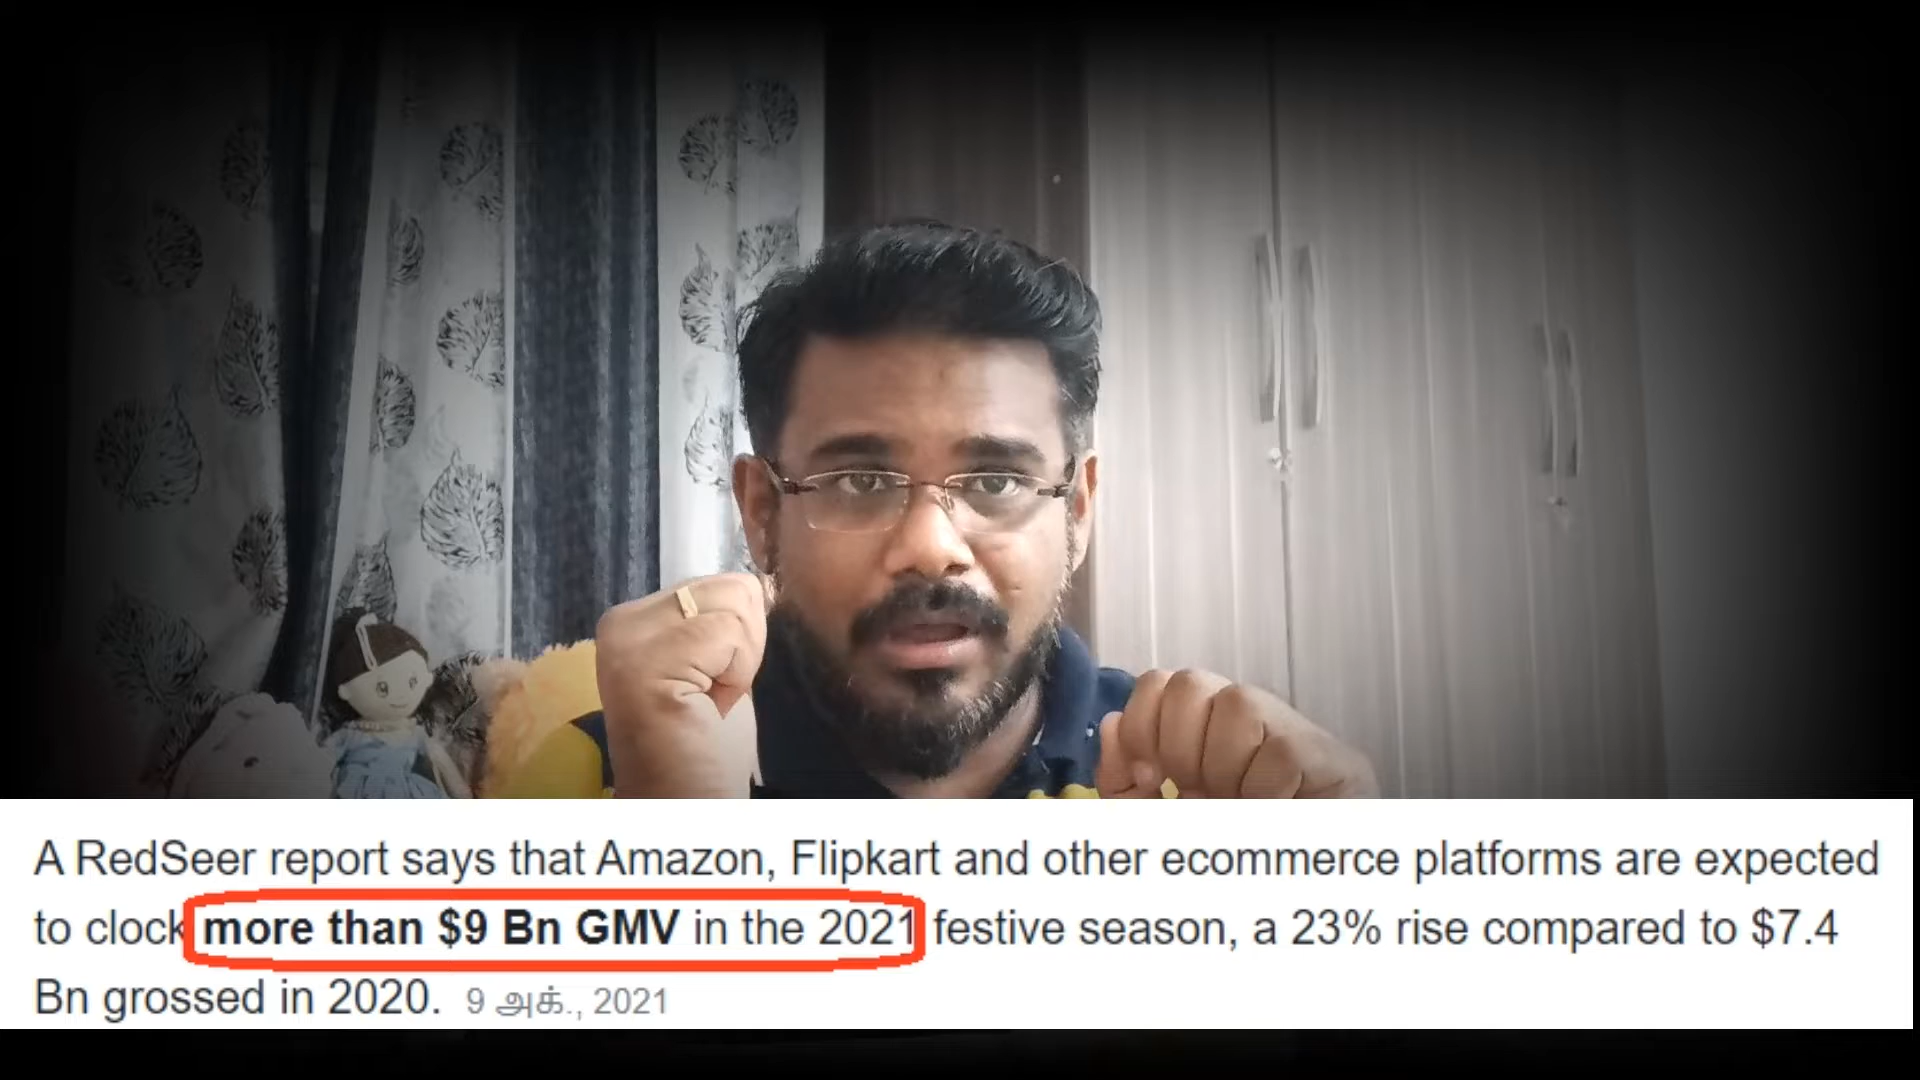 A RedSeer report says that Amazon, Flipkart and other ecommerce platforms are expected
to clock more than $9 Bn GMV in the 2021 festive season, a 23% rise compared to $7.4
Bn grossed in 2020. 9 அக்., 2021